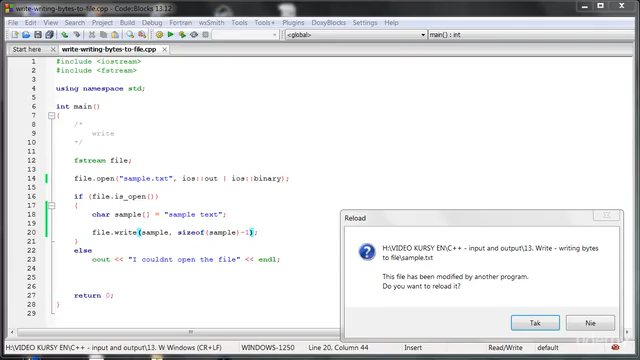 write-writing-bytes-to-file.cpp - Code::Blocks 13.12
File Edit View Search Project Build Debug Fortran wxSmith Tools Tools+ Plugins DoxyBlocks Settings Help
<global> main() : int
Start here write-writing-bytes-to-file.cpp
1 #include <iostream>
2 #include <fstream>
3
4 using namespace std;
5
6 int main()
7 {
8 /*
9 write
10 */
11
12 fstream file;
13
14 file.open("sample.txt", ios::out | ios::binary);
15
16 if (file.is_open())
17 {
18 char sample[] = "sample text";
19
20 file.write(sample, sizeof(sample)-1);
21 }
22 else
23 cout << "I couldnt open the file" << endl;
24
25
26
27 return 0;
28 }
29
Reload
H:\VIDEO KURSY EN\C++ - input and output\13. Write - writing bytes
to file\sample.txt
This file has been modified by another program.
Do you want to reload it?
Tak Nie
H:\VIDEO KURSY EN\C++ - input and output\13. W Windows (CR+LF) WINDOWS-1250 Line 20, Column 44 Insert Read/Write default